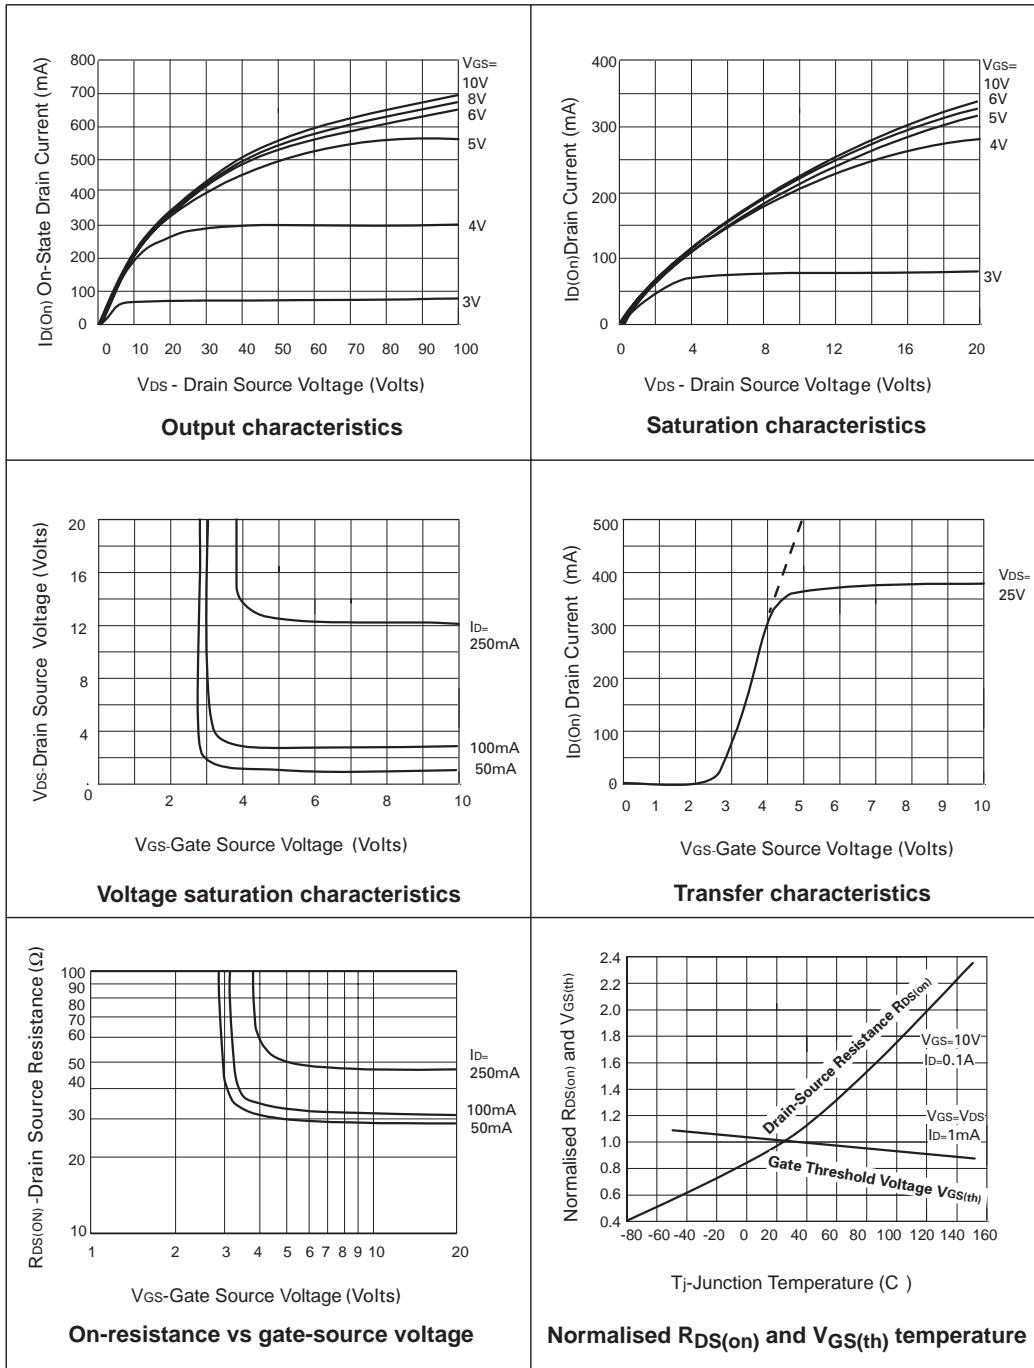 800
700
600
500
400
300
200
100
0
0 10 20 30 40 50 60 70 80 90 100
ID(On) On-State Drain Current (mA)
VGS=
10V
8V
6V
5V
4V
3V
VDS - Drain Source Voltage (Volts)
Output characteristics
400
300
200
100
0
0 4 8 12 16 20
ID(On)Drain Current (mA)
VGS=
10V
6V
5V
4V
3V
VDS - Drain Source Voltage (Volts)
Saturation characteristics
20
16
12
8
4
0 2 4 6 8 10
VDS-Drain Source Voltage (Volts)
ID=
250mA
100mA
50mA
VGS-Gate Source Voltage (Volts)
Voltage saturation characteristics
500
400
300
200
100
0
0 1 2 3 4 5 6 7 8 9 10
ID(On) Drain Current (mA)
VDS=
25V
VGS-Gate Source Voltage (Volts)
Transfer characteristics
100
90
80
70
60
50
40
30
20
10
1 2 3 4 5 6 7 8 9 10 20
RDS(ON) -Drain Source Resistance (Ω)
ID=
250mA
100mA
50mA
VGS-Gate Source Voltage (Volts)
On-resistance vs gate-source voltage
2.4
2.2
2.0
1.8
1.6
1.4
1.2
1.0
0.8
0.6
0.4
-80 -60 -40 -20 0 20 40 60 80 100 120 140 160
Normalised RDS(on) and VGS(th)
Drain-Source Resistance RDS(on)
VGS=10V
ID=0.1A
VGS=VDS
ID=1mA
Gate Threshold Voltage VGS(th)
Tj-Junction Temperature (C )
Normalised RDS(on) and VGS(th) temperature